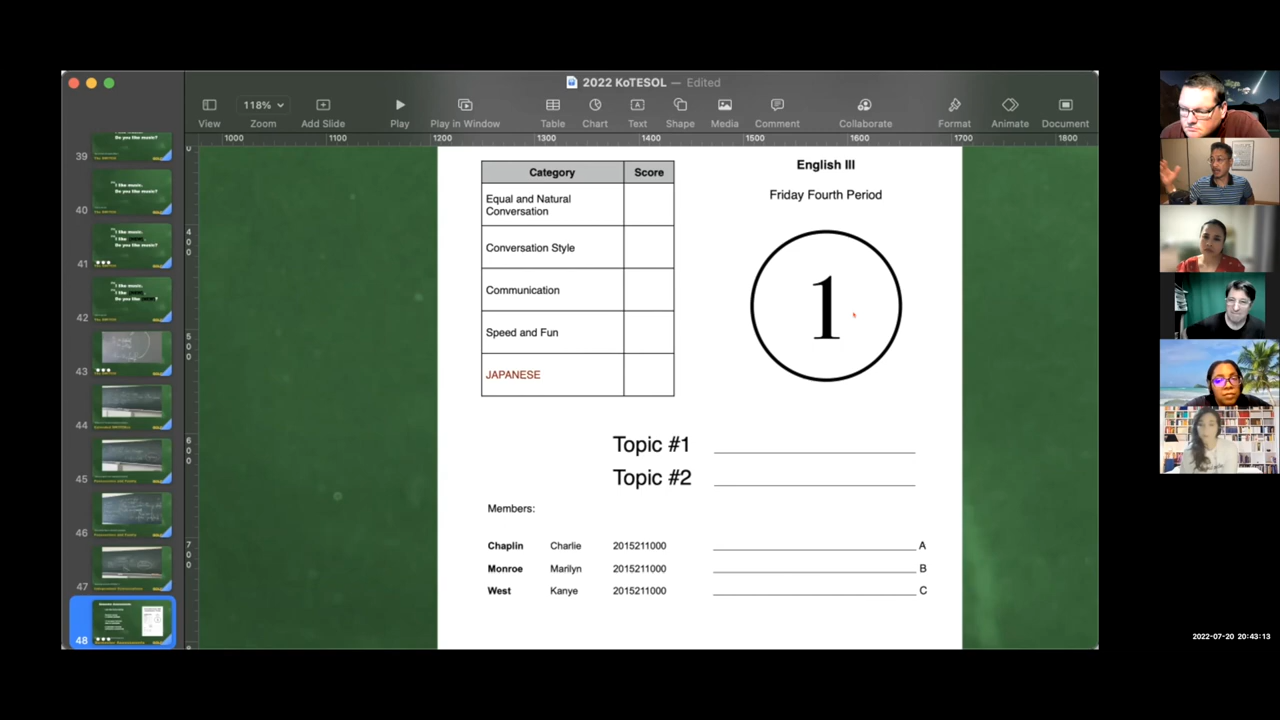 2022 KoTESOL — Edited
118%
View
Zoom
Add Slide
Play
Play in Window
Table
Chart
Text
Shape
Media
Comment
Collaborate
Format
Animate
Document
1000
1100
1200
1300
1400
1500
1600
1700
1800
39
40
41
42
43
44
45
46
47
48
Category Score
Equal and Natural
Conversation
Conversation Style
Communication
Speed and Fun
JAPANESE
English III
Friday Fourth Period
1
Topic #1
Topic #2
Members:
Chaplin Charlie 2015211000 A
Monroe Marilyn 2015211000 B
West Kanye 2015211000 C
2022-07-20 20:43:13